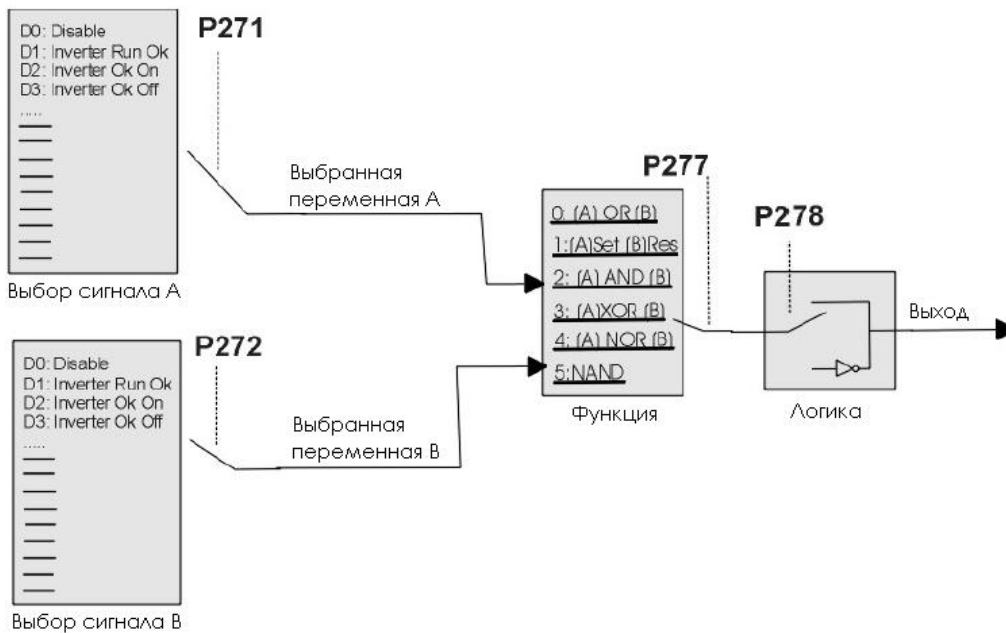 D0: Disable
D1: Inverter Run Ok
D2: Inverter Ok On
D3: Inverter Ok Off
.....
P271
Выбранная
переменная A
Выбор сигнала A
D0: Disable
D1: Inverter Run Ok
D2: Inverter Ok On
D3: Inverter Ok Off
.....
P272
Выбранная
переменная B
Выбор сигнала B
0: (A) OR (B)
1:(A)Set (B)Res
2: (A) AND (B)
3: (A)XOR (B)
4: (A) NOR (B)
5:NAND
Функция
P277
P278
Логика
Выход